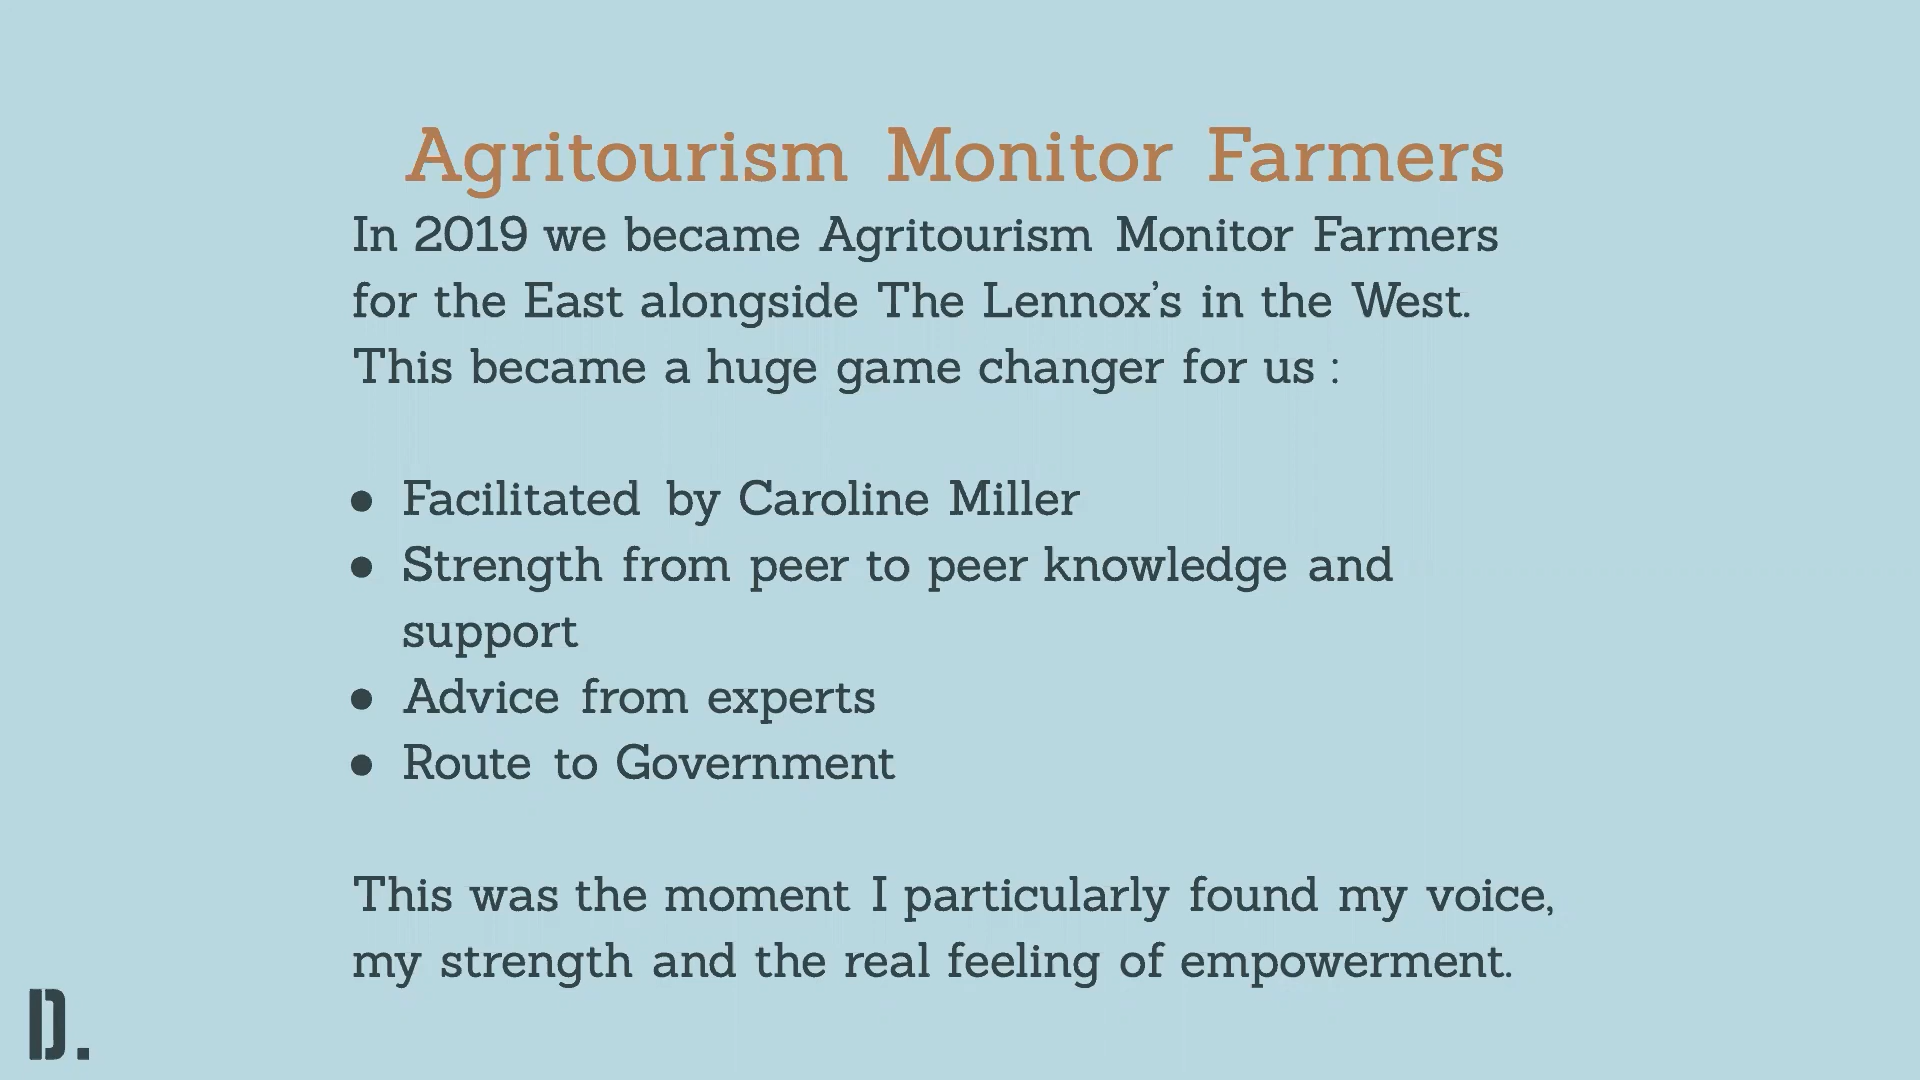 Agritourism Monitor Farmers
In 2019 we became Agritourism Monitor Farmers
for the East alongside The Lennox’s in the West.
This became a huge game changer for us :
● Facilitated by Caroline Miller
● Strength from peer to peer knowledge and
support
● Advice from experts
● Route to Government
This was the moment I particularly found my voice,
my strength and the real feeling of empowerment.
D.